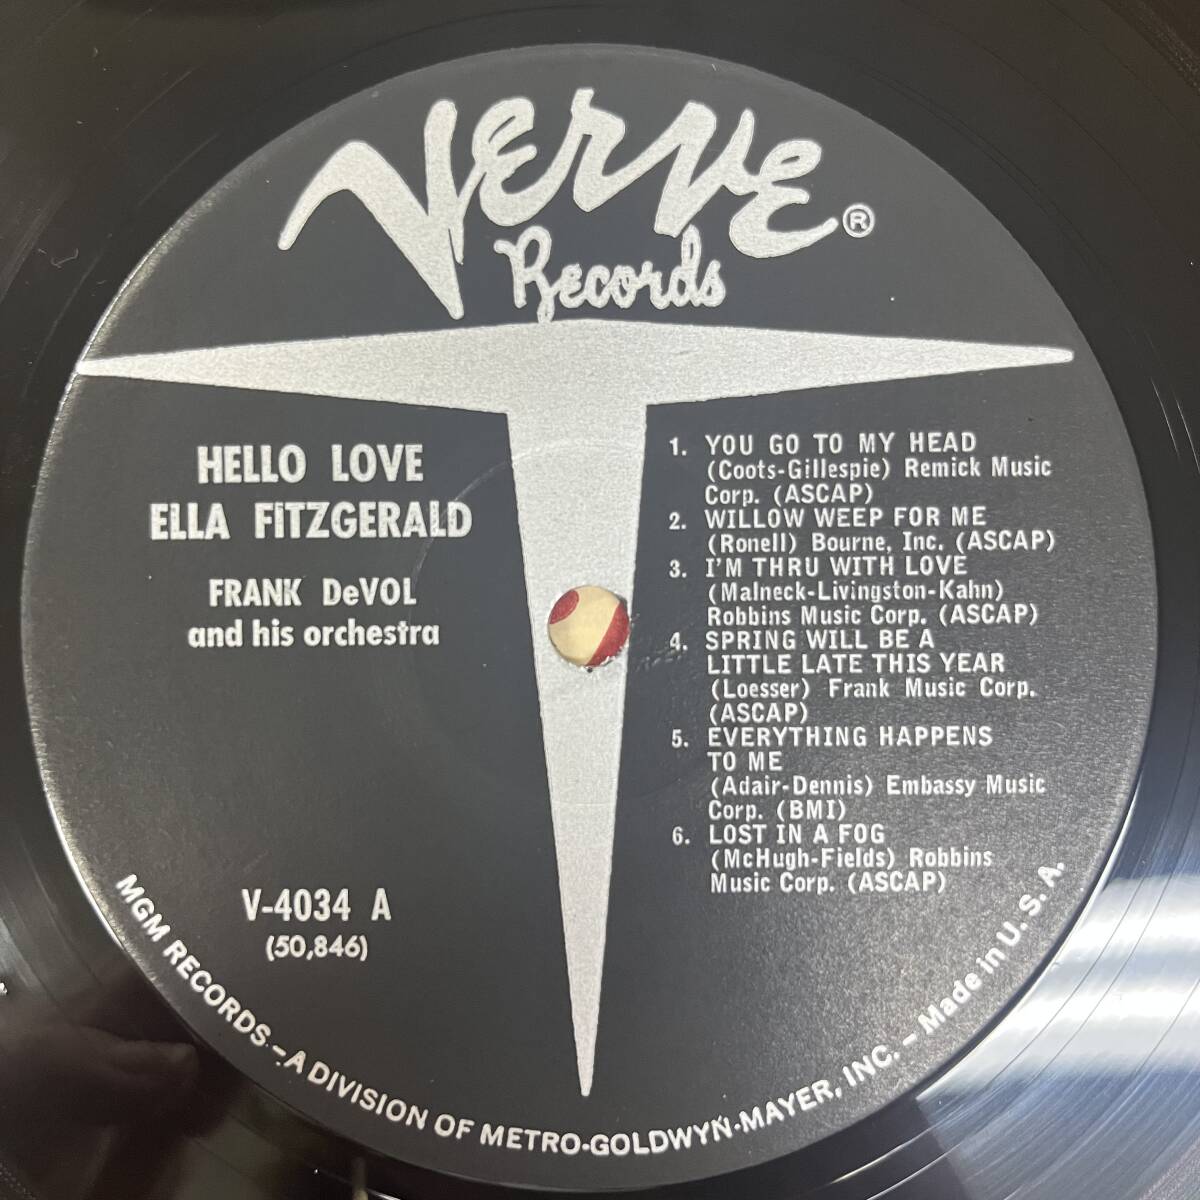 Verve ®
Records
HELLO LOVE
ELLA FITZGERALD
FRANK DeVOL
and his orchestra
V-4034 A
(50,846)
1. YOU GO TO MY HEAD
(Coots-Gillespie) Remick Music
Corp. (ASCAP)
2. WILLOW WEEP FOR ME
(Ronell) Bourne, Inc. (ASCAP)
3. I'M THRU WITH LOVE
(Malneck-Livingston-Kahn)
Robbins Music Corp. (ASCAP)
4. SPRING WILL BE A
LITTLE LATE THIS YEAR
(Loesser) Frank Music Corp.
(ASCAP)
5. EVERYTHING HAPPENS
TO ME
(Adair-Dennis) Embassy Music
Corp. (BMI)
6. LOST IN A FOG
(McHugh-Fields) Robbins
Music Corp. (ASCAP)
MGM RECORDS - A DIVISION OF METRO-GOLDWYN-MAYER, INC. - Made in U. S. A.